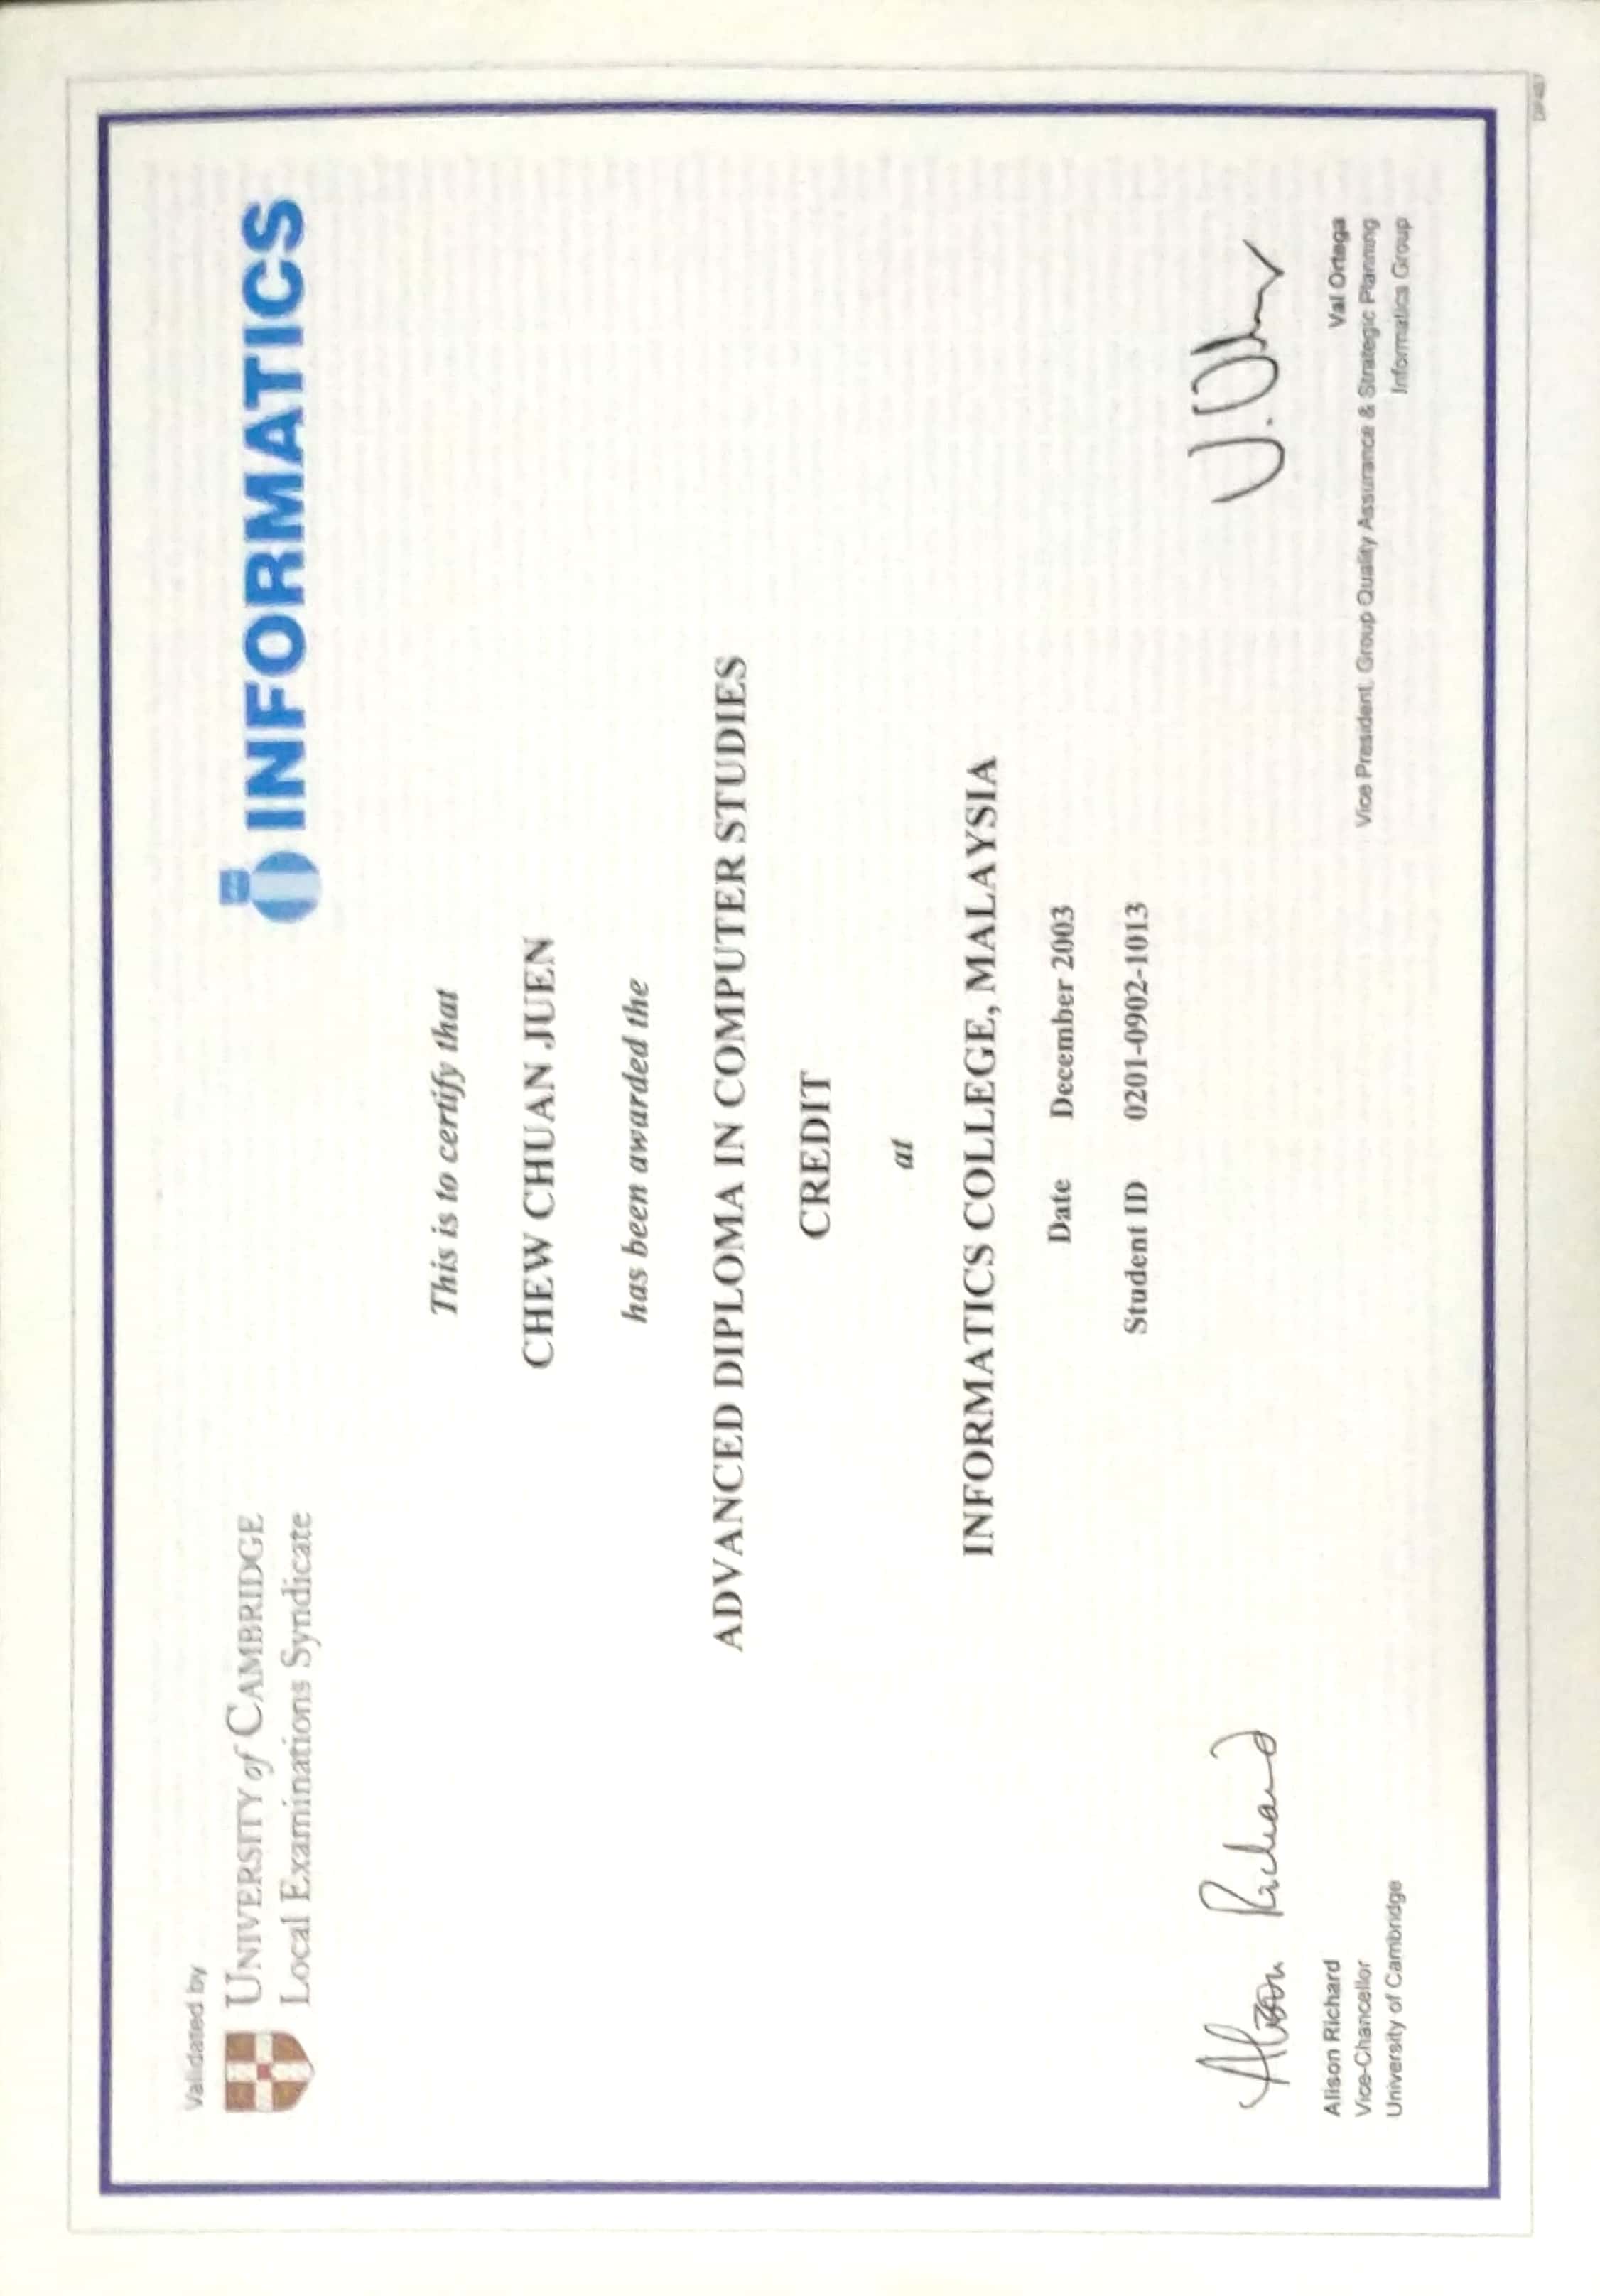 Validated by
UNIVERSITY of CAMBRIDGE
Local Examinations Syndicate
INFORMATICS
This is to certify that
CHEW CHUAN JUEN
has been awarded the
ADVANCED DIPLOMA IN COMPUTER STUDIES
CREDIT
at
INFORMATICS COLLEGE, MALAYSIA
Date December 2003
Student ID 0201-0902-1013
Alison Richard
V. O
Alison Richard
Vice-Chancellor
University of Cambridge
Val Ortega
Vice President, Group Quality Assurance & Strategic Planning
Informatics Group